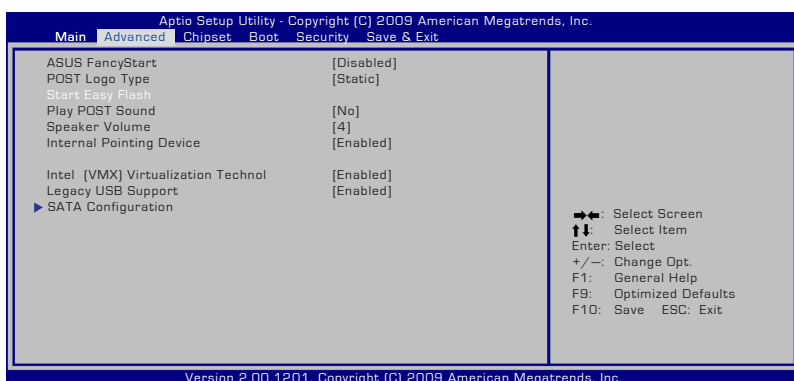 Aptio Setup Utility - Copyright (C) 2009 American Megatrends, Inc.
Main Advanced Chipset Boot Security Save & Exit
ASUS FancyStart [Disabled]
POST Logo Type [Static]
Start Easy Flash
Play POST Sound [No]
Speaker Volume [4]
Internal Pointing Device [Enabled]
Intel (VMX) Virtualization Technol [Enabled]
Legacy USB Support [Enabled]
SATA Configuration
: Select Screen
: Select Item
Enter: Select
+/—: Change Opt.
F1: General Help
F9: Optimized Defaults
F10: Save ESC: Exit
Version 2.00.1201. Copyright (C) 2009 American Megatrends, Inc.